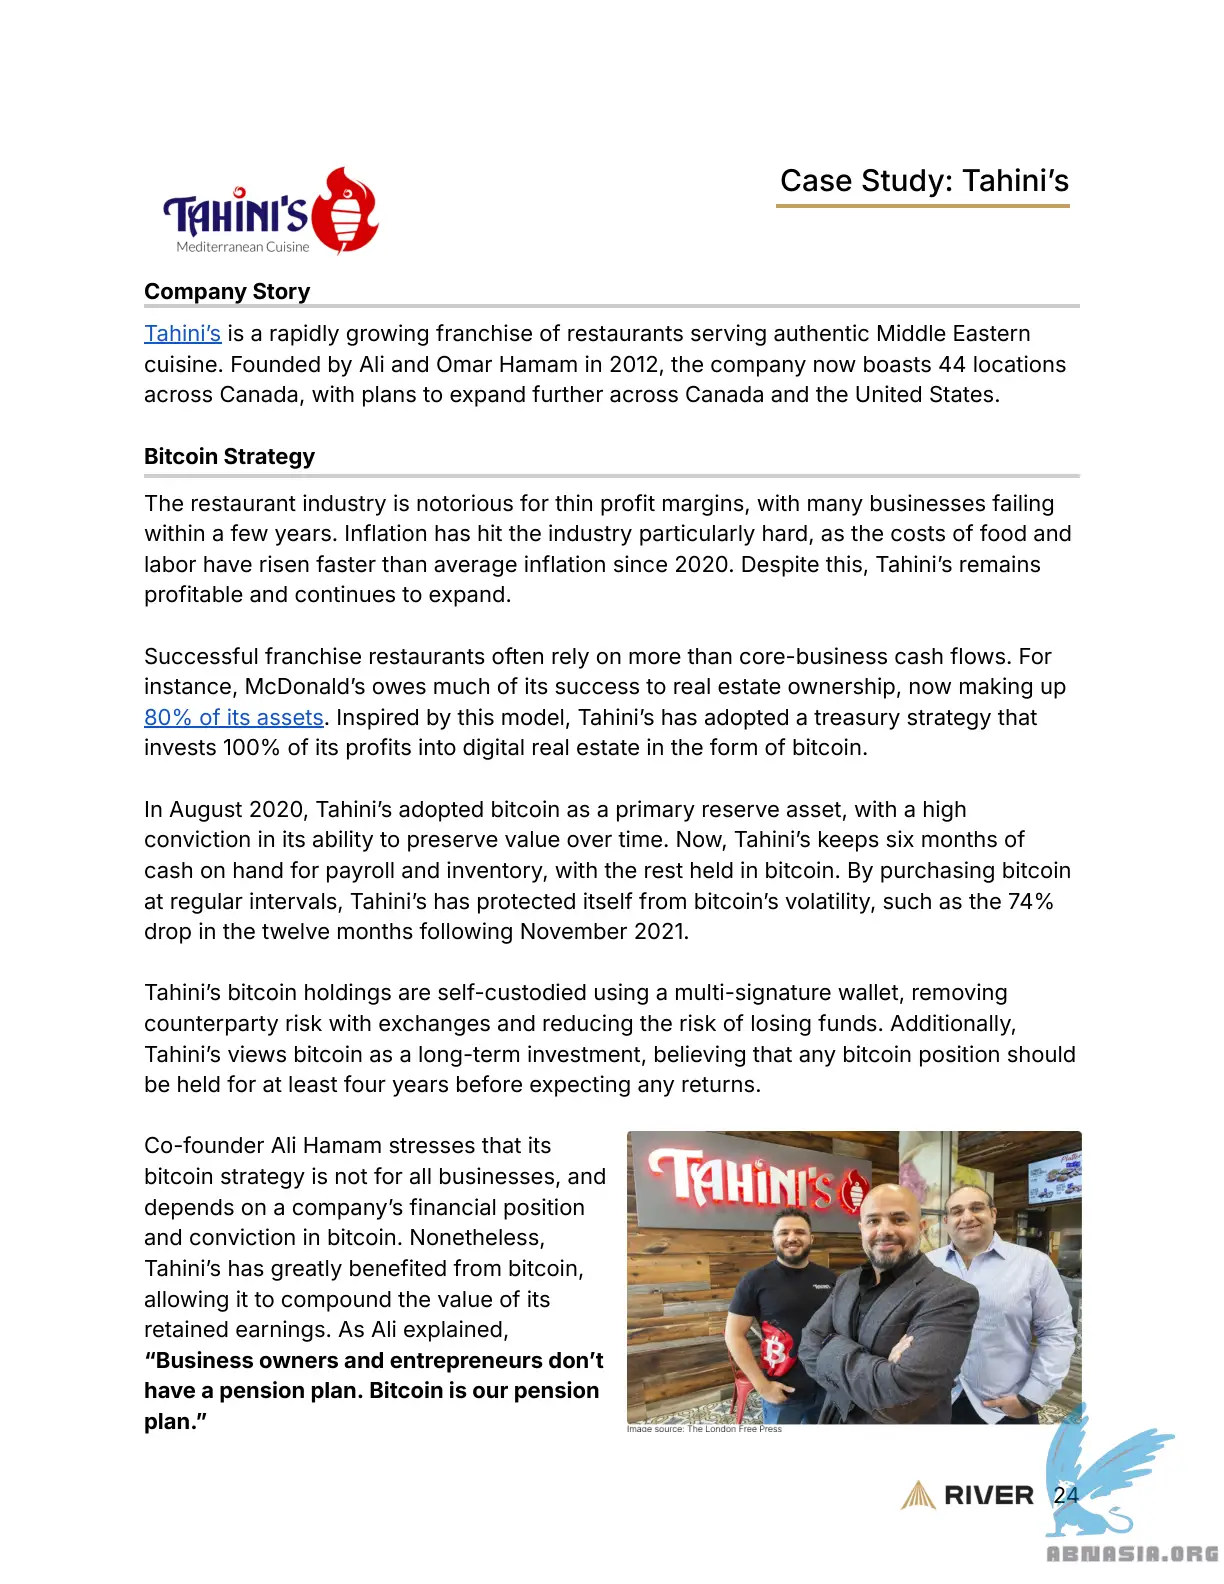 TAHINI'S
Mediterranean Cuisine
Case Study: Tahini’s
Company Story
Tahini’s is a rapidly growing franchise of restaurants serving authentic Middle Eastern
cuisine. Founded by Ali and Omar Hamam in 2012, the company now boasts 44 locations
across Canada, with plans to expand further across Canada and the United States.
Bitcoin Strategy
The restaurant industry is notorious for thin profit margins, with many businesses failing
within a few years. Inflation has hit the industry particularly hard, as the costs of food and
labor have risen faster than average inflation since 2020. Despite this, Tahini’s remains
profitable and continues to expand.
Successful franchise restaurants often rely on more than core-business cash flows. For
instance, McDonald’s owes much of its success to real estate ownership, now making up
80% of its assets. Inspired by this model, Tahini’s has adopted a treasury strategy that
invests 100% of its profits into digital real estate in the form of bitcoin.
In August 2020, Tahini’s adopted bitcoin as a primary reserve asset, with a high
conviction in its ability to preserve value over time. Now, Tahini’s keeps six months of
cash on hand for payroll and inventory, with the rest held in bitcoin. By purchasing bitcoin
at regular intervals, Tahini’s has protected itself from bitcoin’s volatility, such as the 74%
drop in the twelve months following November 2021.
Tahini’s bitcoin holdings are self-custodied using a multi-signature wallet, removing
counterparty risk with exchanges and reducing the risk of losing funds. Additionally,
Tahini’s views bitcoin as a long-term investment, believing that any bitcoin position should
be held for at least four years before expecting any returns.
Co-founder Ali Hamam stresses that its
bitcoin strategy is not for all businesses, and
depends on a company’s financial position
and conviction in bitcoin. Nonetheless,
Tahini’s has greatly benefited from bitcoin,
allowing it to compound the value of its
retained earnings. As Ali explained,
“Business owners and entrepreneurs don’t
have a pension plan. Bitcoin is our pension
plan.”
TAHINI'S
Image source: The London Free Press
RIVER 24
ABNASIA.ORG